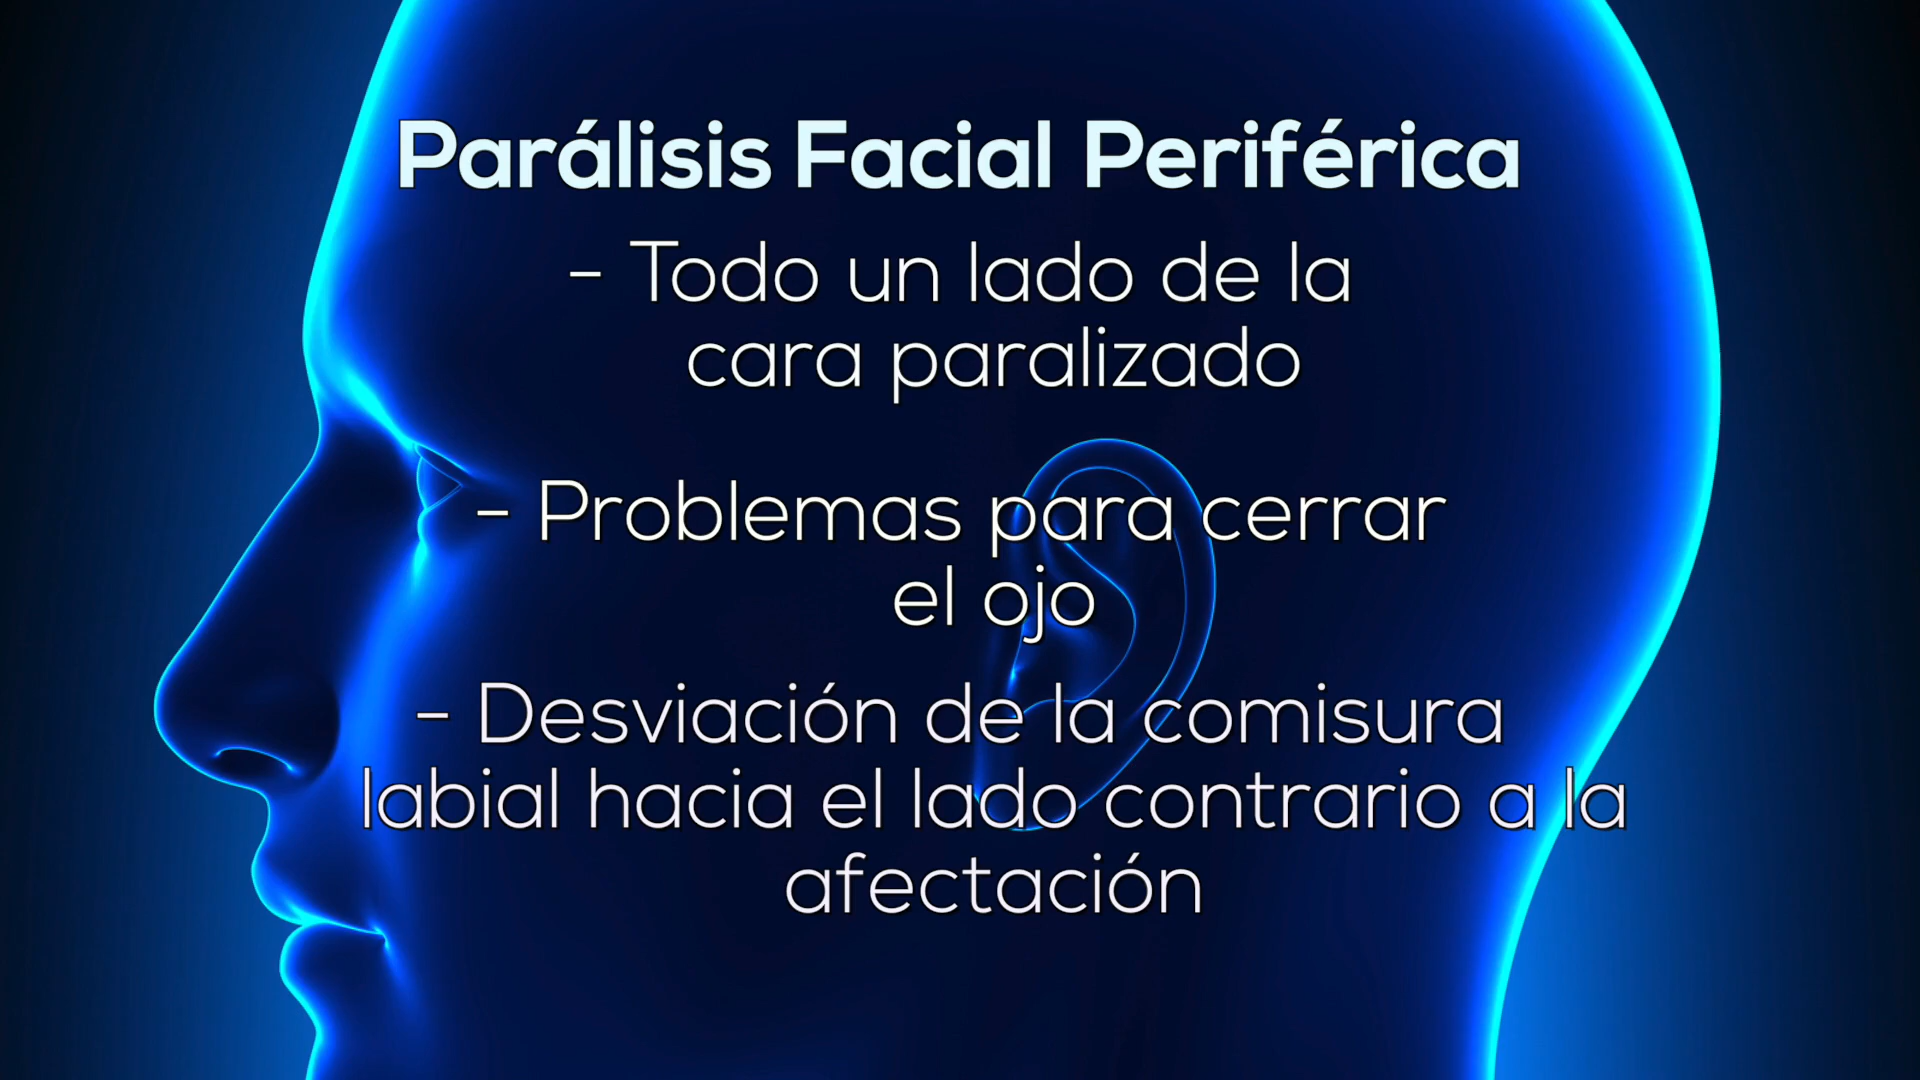 Parálisis Facial Periférica
- Todo un lado de la
cara paralizado
- Problemas para cerrar
el ojo
- Desviación de la comisura
labial hacia el lado contrario a la
afectación